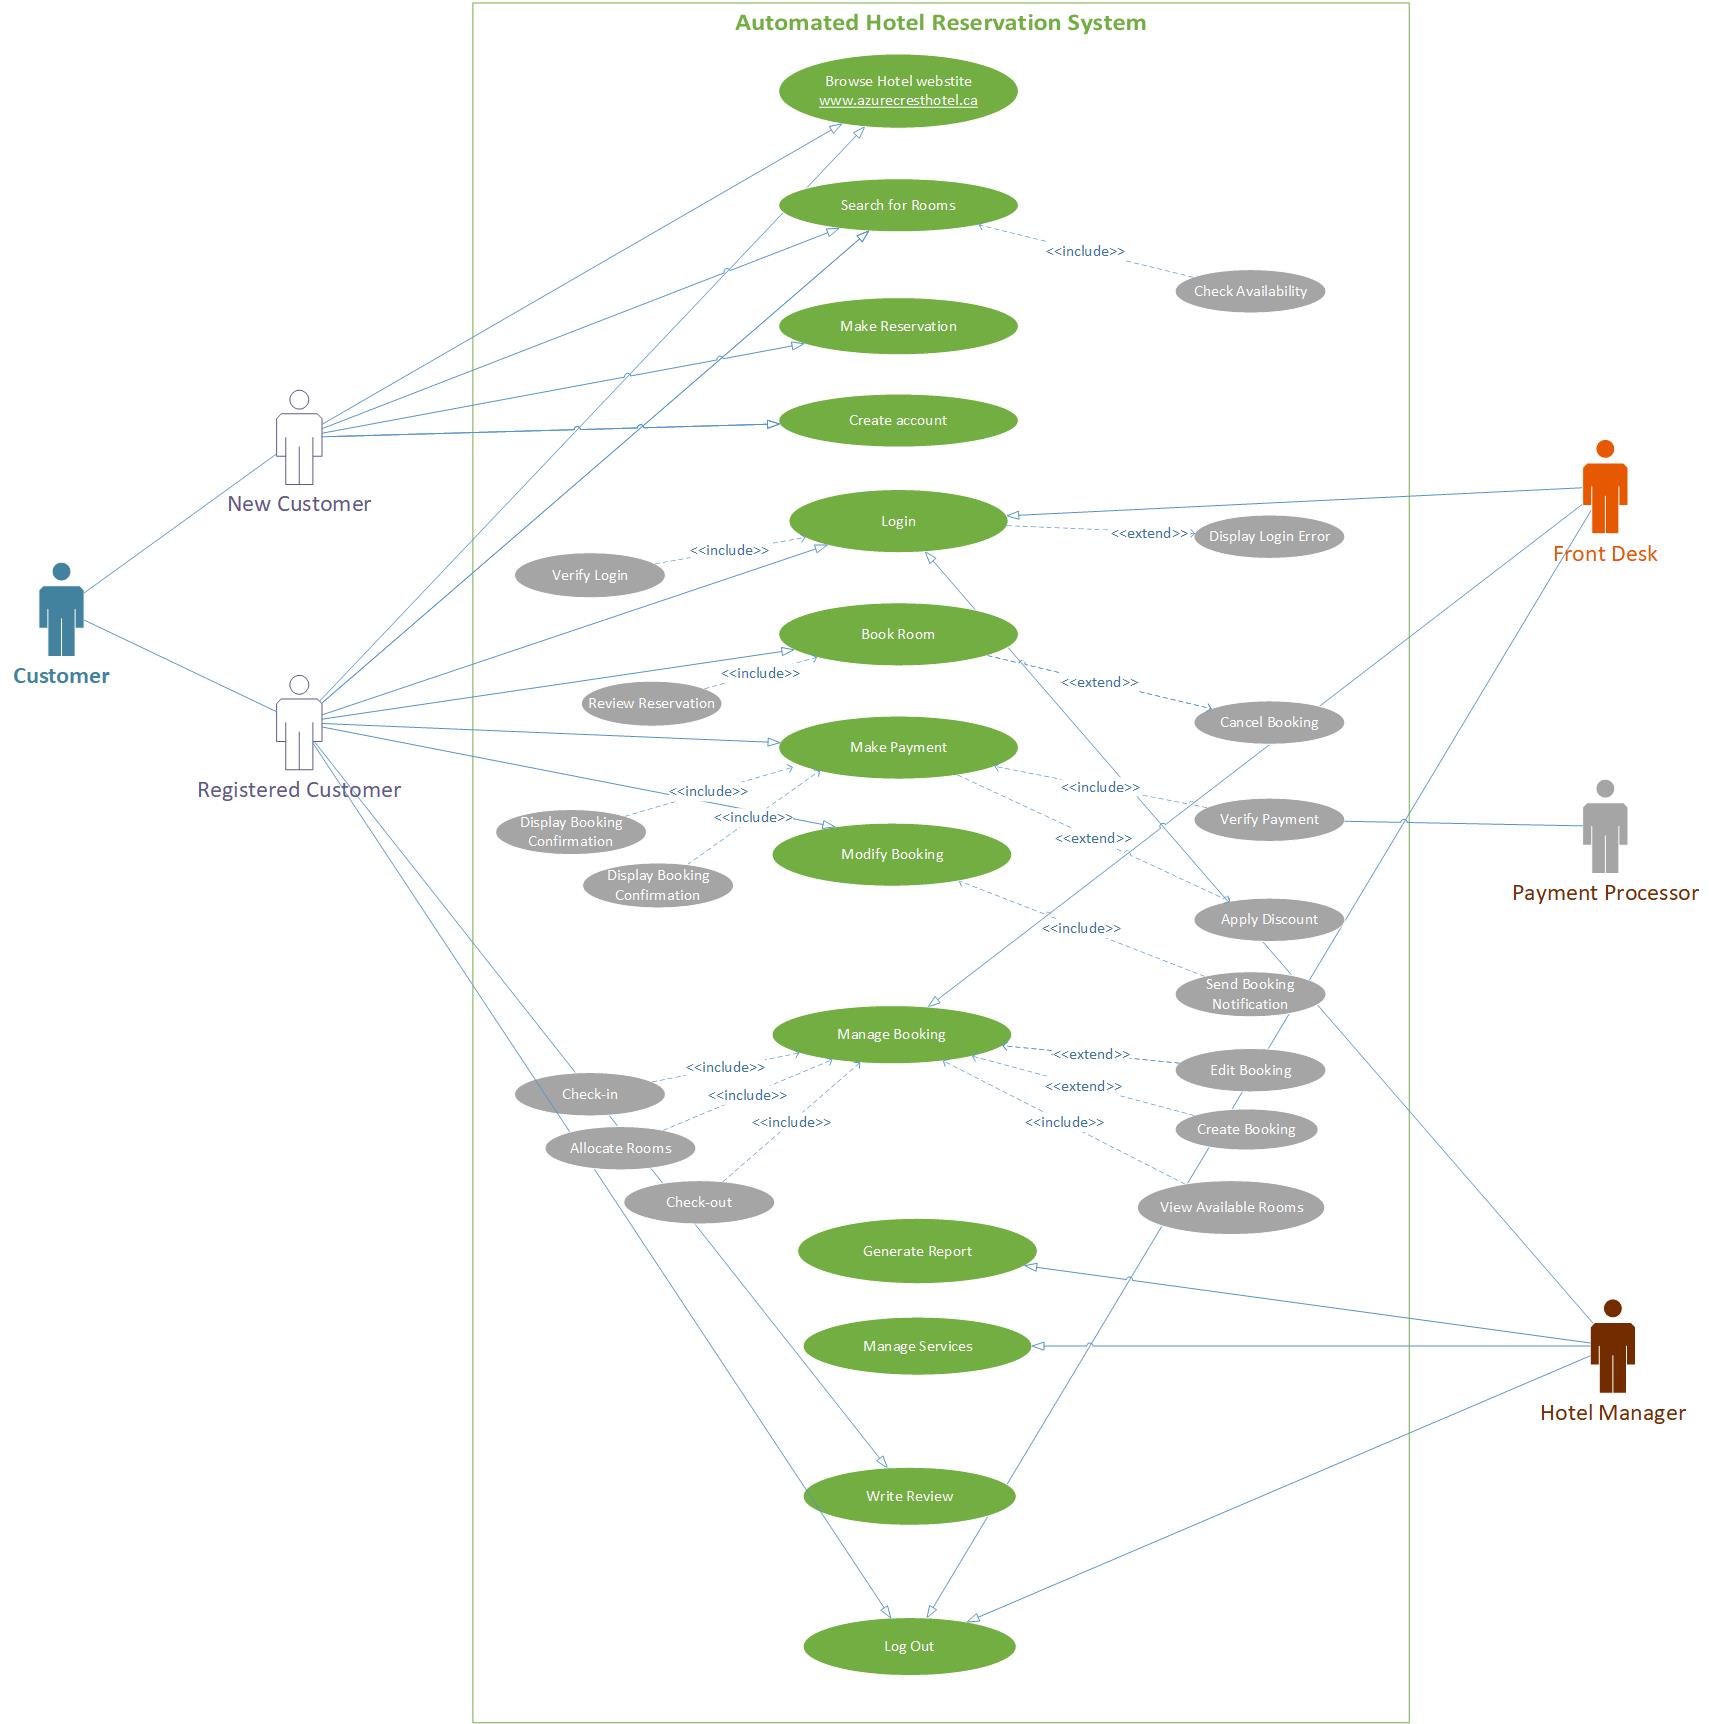 Automated Hotel Reservation System
Browse Hotel webstite
www.azurecresthotel.ca
Search for Rooms
<<include>>
Check Availability
Make Reservation
Create account
New Customer
Login
<<extend>>
Display Login Error
<<include>>
Verify Login
Front Desk
Customer
Book Room
<<include>>
Review Reservation
<<extend>>
Cancel Booking
Registered Customer
Make Payment
<<include>>
<<include>>
Display Booking
Confirmation
Display Booking
Confirmation
<<include>>
Verify Payment
<<extend>>
Payment Processor
Modify Booking
Apply Discount
<<include>>
Send Booking
Notification
Manage Booking
<<include>>
<<include>>
<<include>>
Check-in
Allocate Rooms
Check-out
<<extend>>
<<extend>>
<<include>>
Edit Booking
Create Booking
View Available Rooms
Generate Report
Manage Services
Hotel Manager
Write Review
Log Out